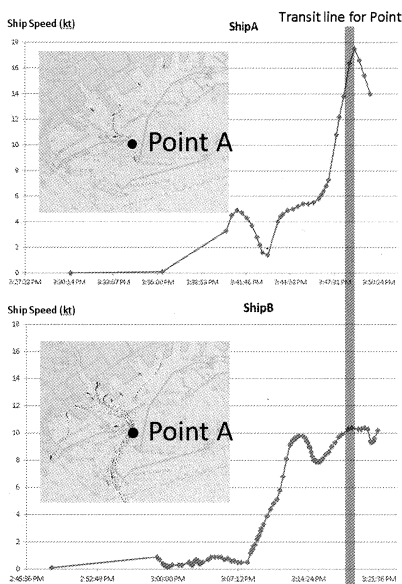 Transit line for Point
Ship Speed (kt)
ShipA
18
16
14
12
10
8
6
4
2
0
Point A
3:27:22 PM 3:30:14 PM 3:33:07 PM 3:36:00 PM 3:38:53 PM 3:41:46 PM 3:44:38 PM 3:47:31 PM 3:50:24 PM
Ship Speed (kt)
ShipB
18
16
14
12
10
8
6
4
2
0
Point A
2:45:36 PM 2:52:48 PM 3:00:00 PM 3:07:12 PM 3:14:24 PM 3:21:36 PM